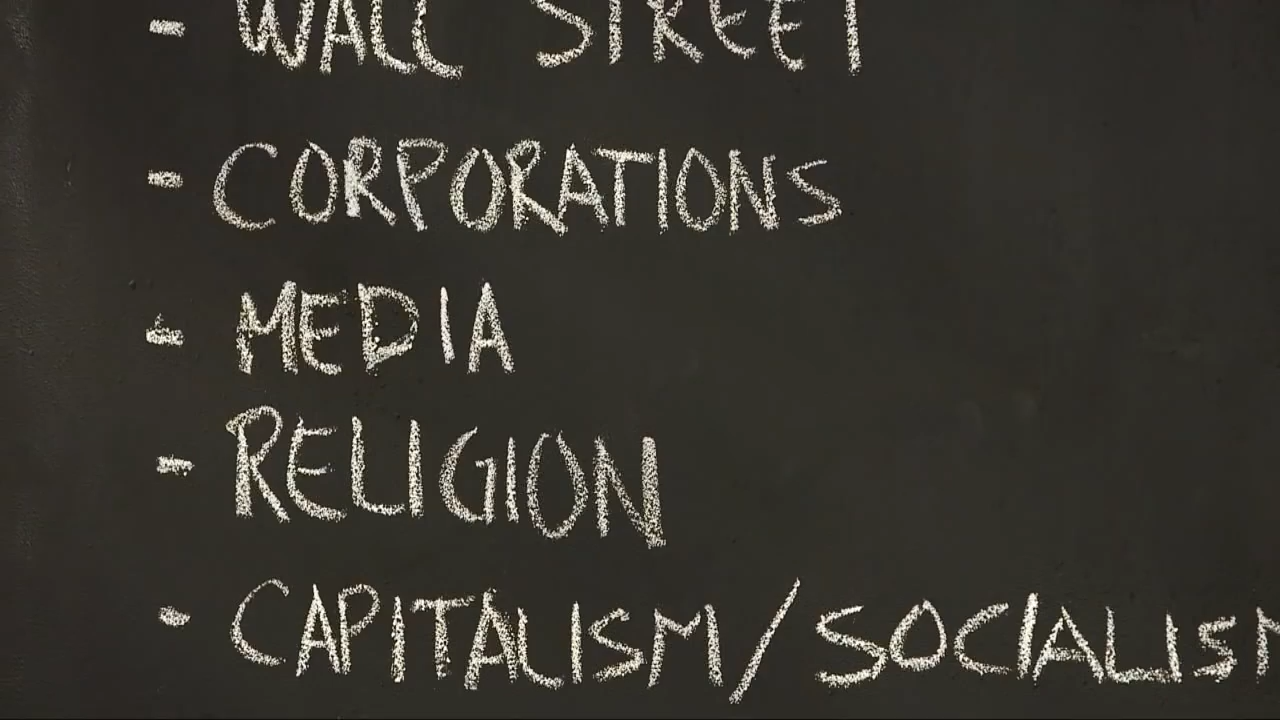 - WALL STREET
- CORPORATIONS
- MEDIA
- RELIGION
- CAPITALISM/SOCIALISM